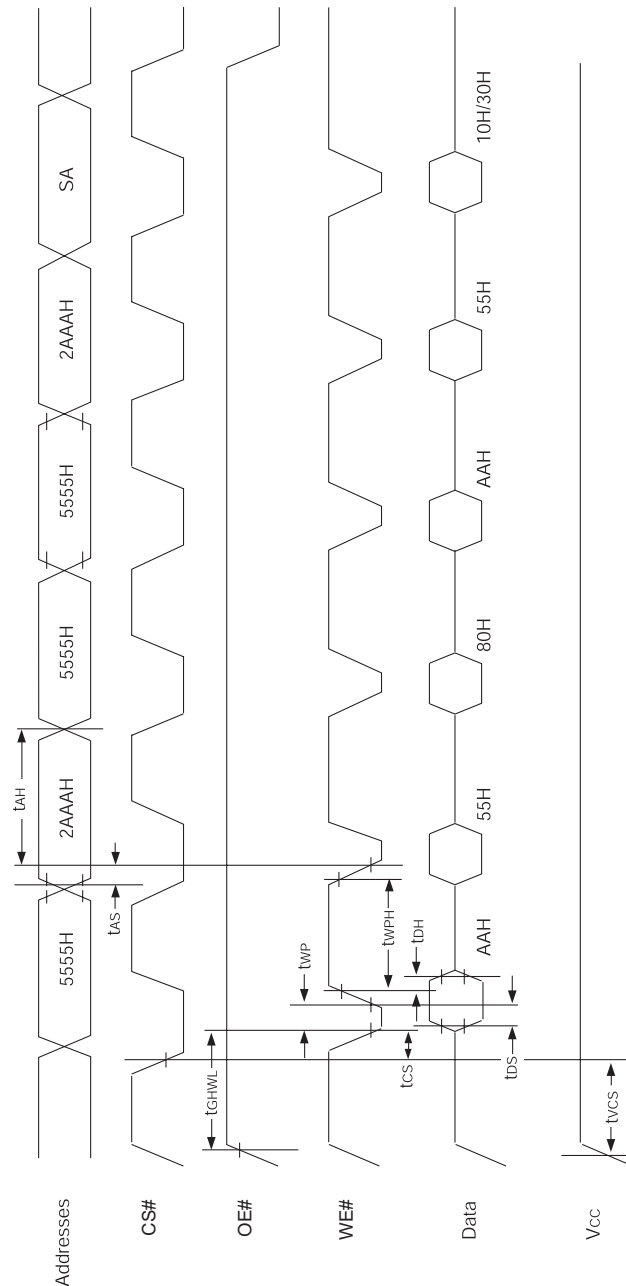 Addresses
5555H
2AAAH
5555H
5555H
2AAAH
SA
tAS
tAH
CS#
tGHWL
OE#
tWP
WE#
tCS
tWPH
tDH
Data
AAH
55H
80H
AAH
55H
10H/30H
tDS
VCC
tVCS